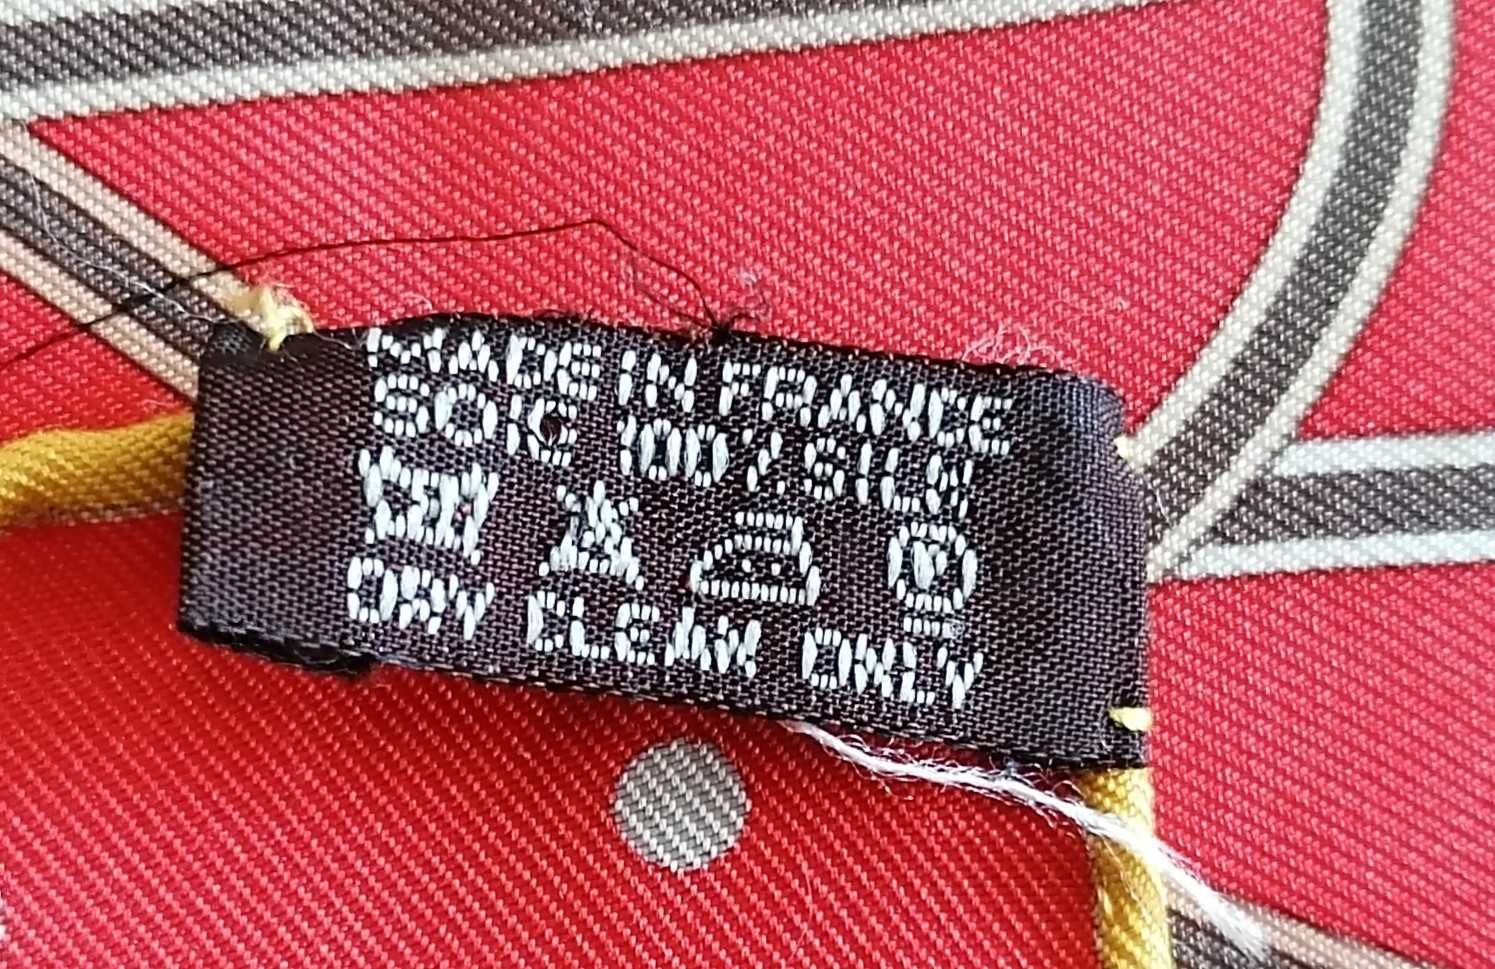 MADE IN FRANCE
SOIE 100% SILK
P
DRY CLEAN ONLY